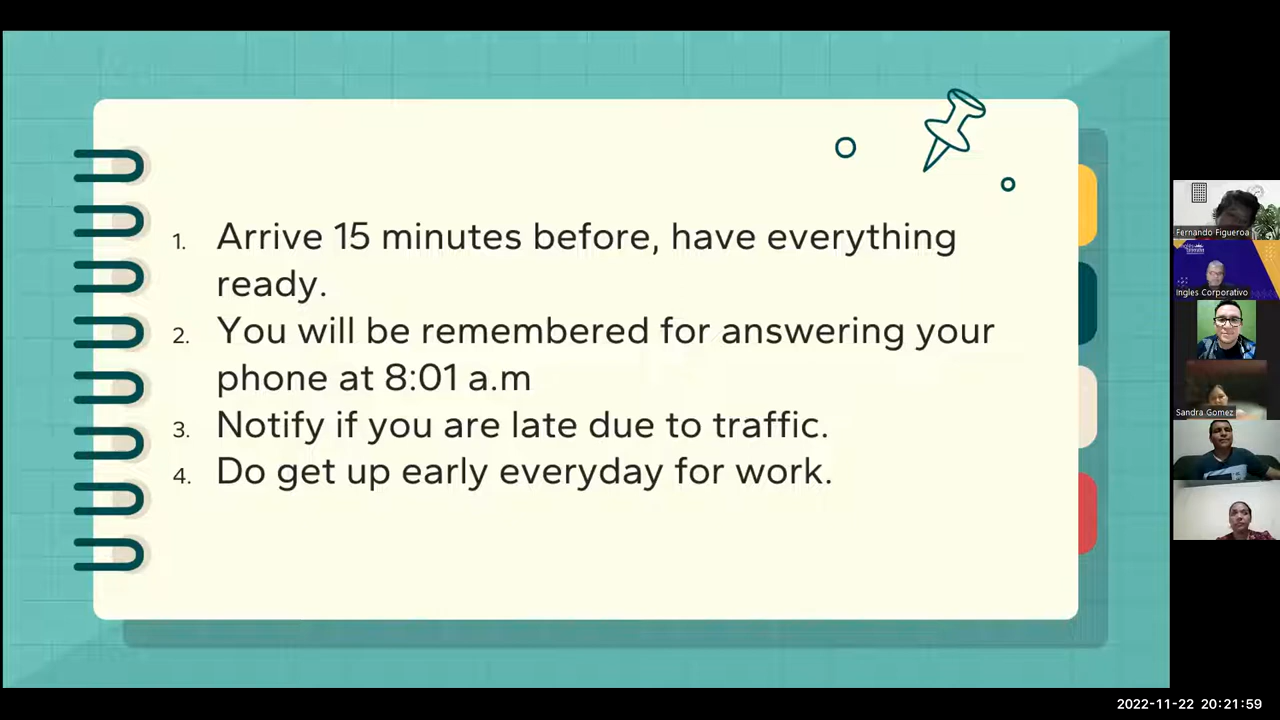 1. Arrive 15 minutes before, have everything
ready.
2. You will be remembered for answering your
phone at 8:01 a.m
3. Notify if you are late due to traffic.
4. Do get up early everyday for work.
Fernando Figueroa
Ingles Corporativo
Sandra Gomez
2022-11-22 20:21:59